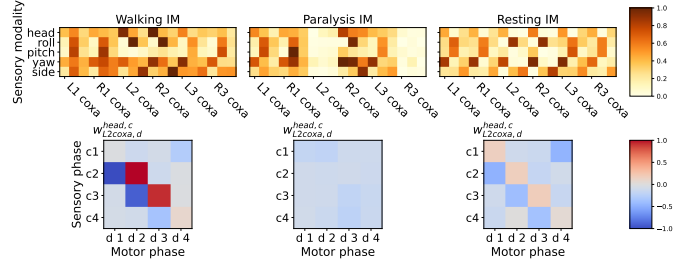 Walking IM
Paralysis IM
Resting IM
Sensory modality
head
roll
pitch
yaw
side
L1 coxa
R1 coxa
L2 coxa
R2 coxa
L3 coxa
R3 coxa
L1 coxa
R1 coxa
L2 coxa
R2 coxa
L3 coxa
R3 coxa
L1 coxa
R1 coxa
L2 coxa
R2 coxa
L3 coxa
R3 coxa
1.0
0.8
0.6
0.4
0.2
0.0
w^{head, c}_{L2coxa, d}
w^{head, c}_{L2coxa, d}
w^{head, c}_{L2coxa, d}
Sensory phase
c1
c2
c3
c4
d 1 d 2 d 3 d 4
Motor phase
d 1 d 2 d 3 d 4
Motor phase
c1
c2
c3
c4
d 1 d 2 d 3 d 4
Motor phase
1.0
0.5
0.0
−0.5
−1.0